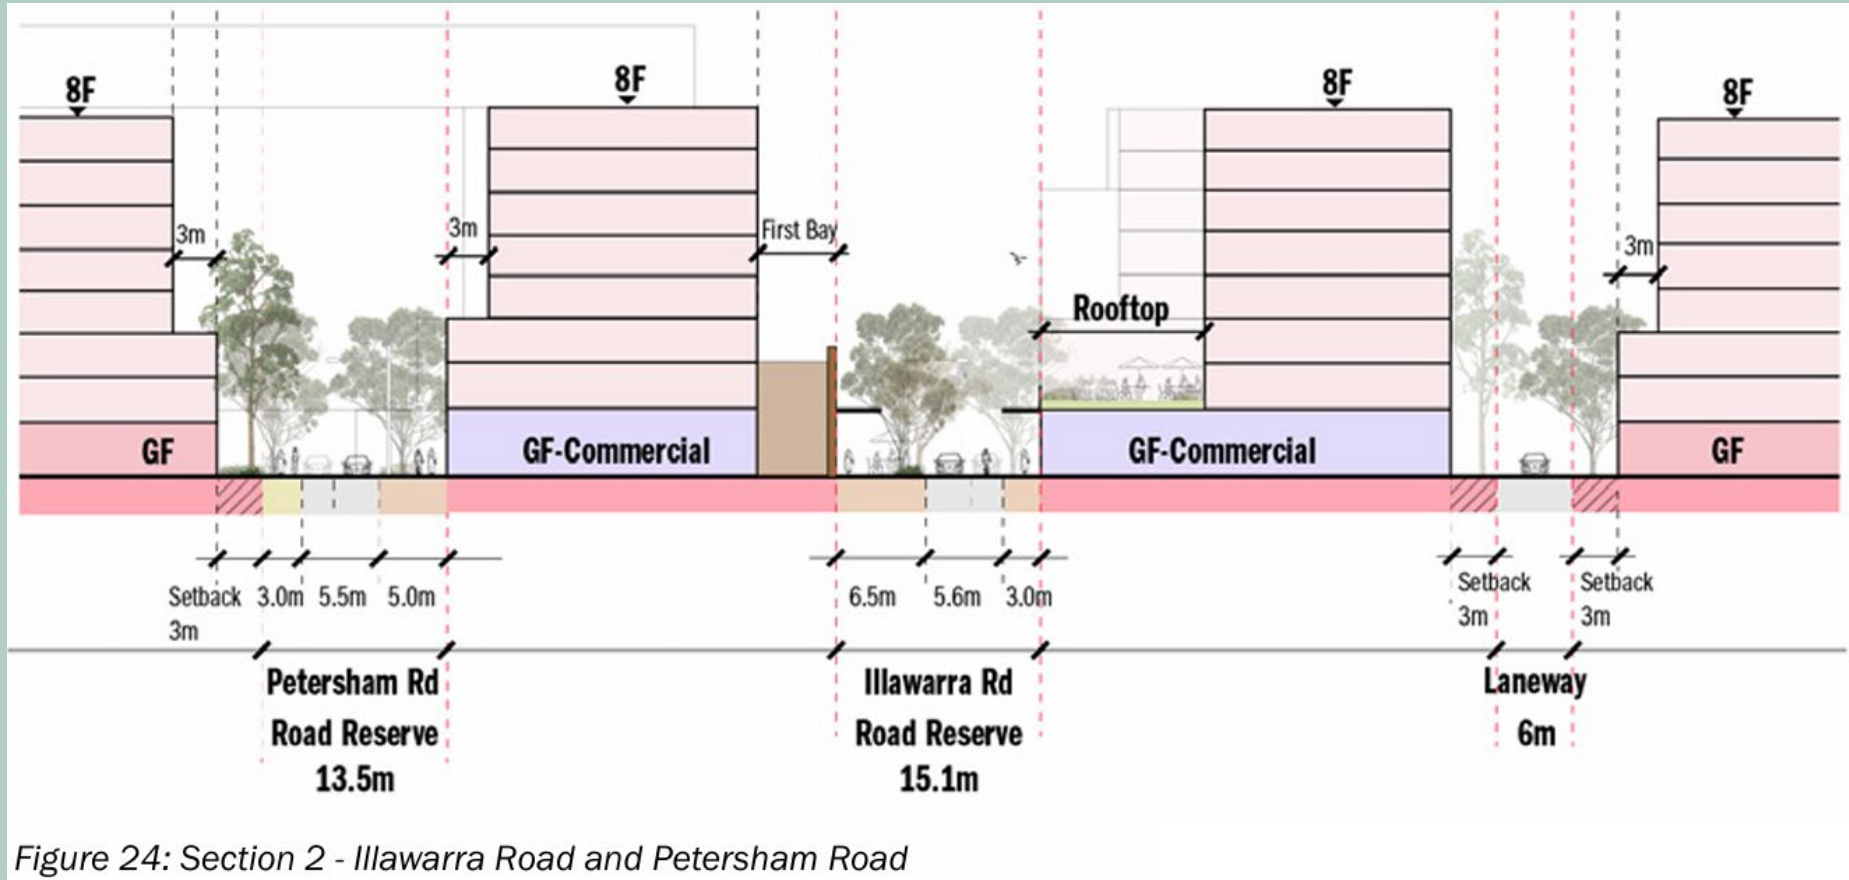 8F
8F
8F
8F
3m
3m
First Bay
3m
Rooftop
GF
GF-Commercial
GF-Commercial
GF
Setback
3m
3.0m
5.5m
5.0m
6.5m
5.6m
3.0m
Setback
3m
Setback
3m
Petersham Rd
Road Reserve
13.5m
Illawarra Rd
Road Reserve
15.1m
Laneway
6m
Figure 24: Section 2 - Illawarra Road and Petersham Road